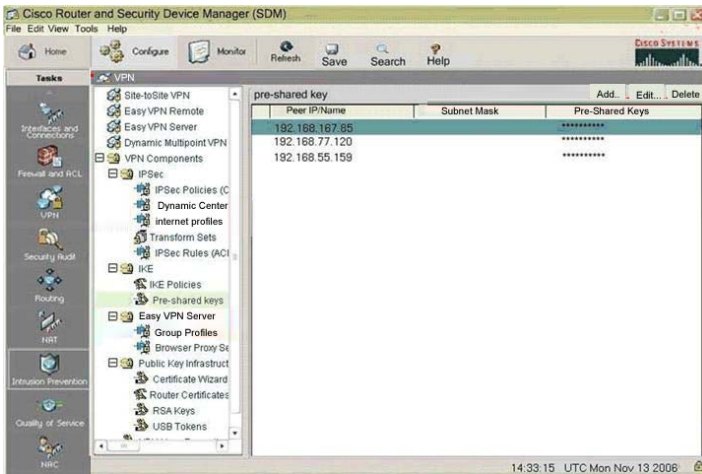 Cisco Router and Security Device Manager (SDM)
File Edit View Tools Help
Home
Configure
Monitor
Refresh
Save
Search
Help
CISCO SYSTEMS
Tasks
VPN
Interfaces and
Connections
Firewall and ACL
VPN
Security Audit
Routing
NAT
Intrusion Prevention
Quality of Service
NAC
Site-to-Site VPN
Easy VPN Remote
Easy VPN Server
Dynamic Multipoint VPN
VPN Components
IPSec
IPSec Policies (C
Dynamic Center
internet profiles
Transform Sets
IPSec Rules (ACL
IKE
IKE Policies
Pre-shared keys
Easy VPN Server
Group Profiles
Browser Proxy Se
Public Key Infrastruct
Certificate Wizard
Router Certificates
RSA Keys
USB Tokens
pre-shared key
Add... Edit... Delete
Peer IP/Name Subnet Mask Pre-Shared Keys
192.168.167.85 **********
192.168.77.120 **********
192.168.55.159 **********
14:33:15 UTC Mon Nov 13 2006